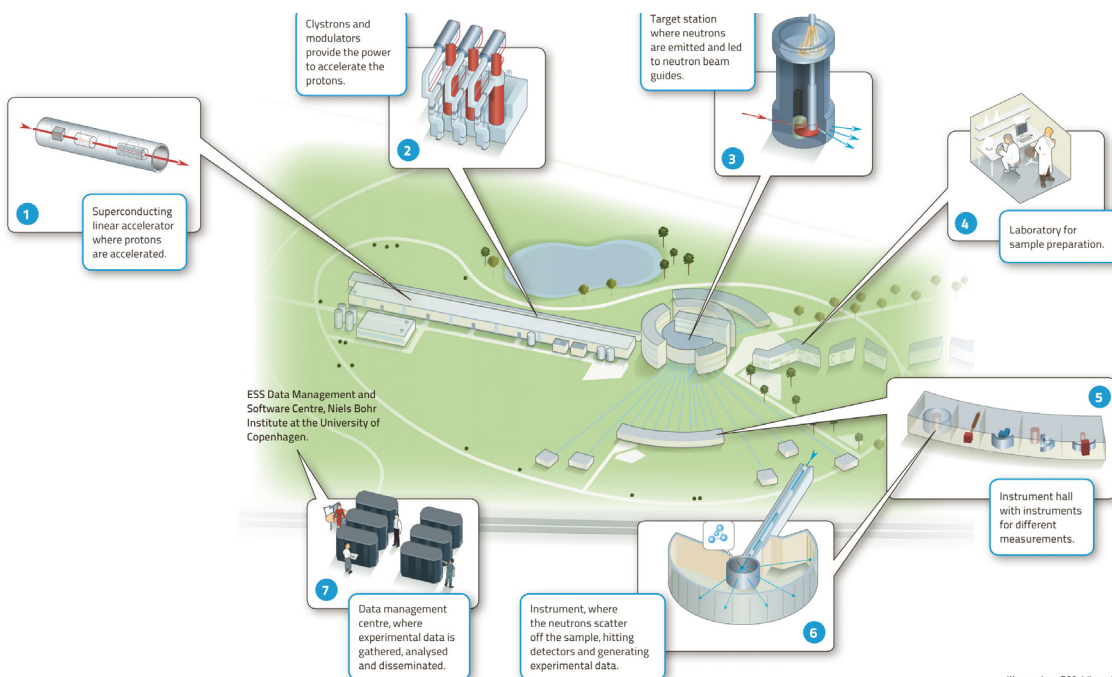 Clystrons and
modulators
provide the power
to accelerate the
protons.
2
Target station
where neutrons
are emitted and led
to neutron beam
guides.
3
1
Superconducting
linear accelerator
where protons
are accelerated.
4
Laboratory for
sample preparation.
ESS Data Management and
Software Centre, Niels Bohr
Institute at the University of
Copenhagen.
5
Instrument hall
with instruments
for different
measurements.
7
Data management
centre, where
experimental data is
gathered, analysed
and disseminated.
Instrument, where
the neutrons scatter
off the sample, hitting
detectors and generating
experimental data.
6